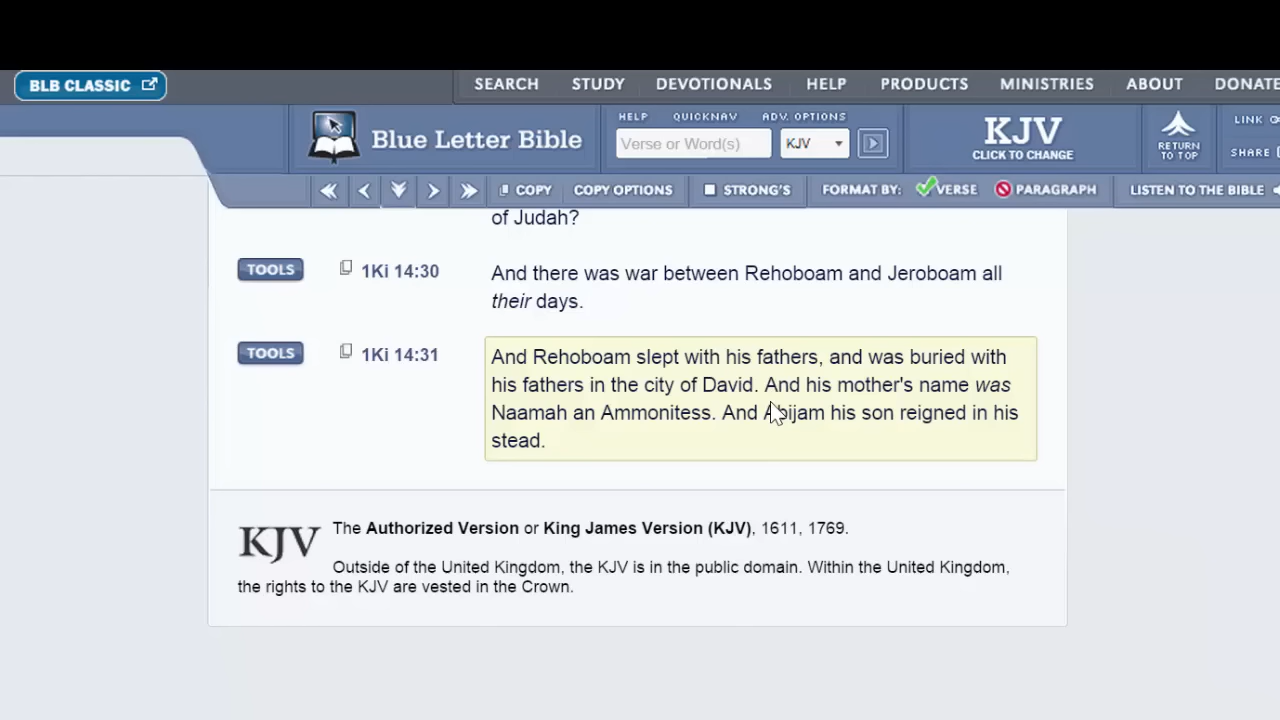 BLB CLASSIC
SEARCH STUDY DEVOTIONALS HELP PRODUCTS MINISTRIES ABOUT DONATE
HELP QUICKNAV ADV. OPTIONS
Blue Letter Bible
Verse or Word(s) KJV
KJV
CLICK TO CHANGE
RETURN
TO TOP
LINK
SHARE
COPY COPY OPTIONS STRONG'S FORMAT BY: VERSE PARAGRAPH LISTEN TO THE BIBLE
of Judah?
TOOLS 1Ki 14:30 And there was war between Rehoboam and Jeroboam all
their days.
TOOLS 1Ki 14:31 And Rehoboam slept with his fathers, and was buried with
his fathers in the city of David. And his mother's name was
Naamah an Ammonitess. And Abijam his son reigned in his
stead.
KJV The Authorized Version or King James Version (KJV), 1611, 1769.
Outside of the United Kingdom, the KJV is in the public domain. Within the United Kingdom,
the rights to the KJV are vested in the Crown.